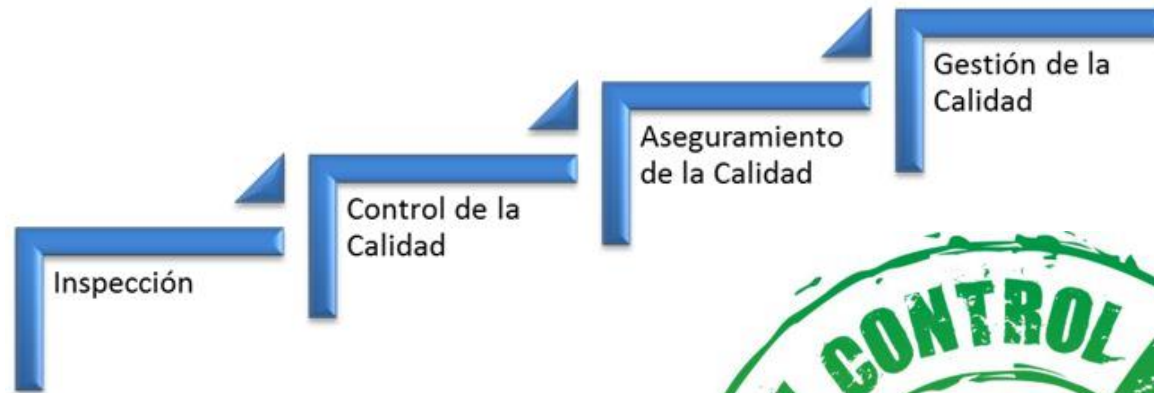 Gestión de la
Calidad
Aseguramiento
de la Calidad
Control de la
Calidad
Inspección
CONTROL